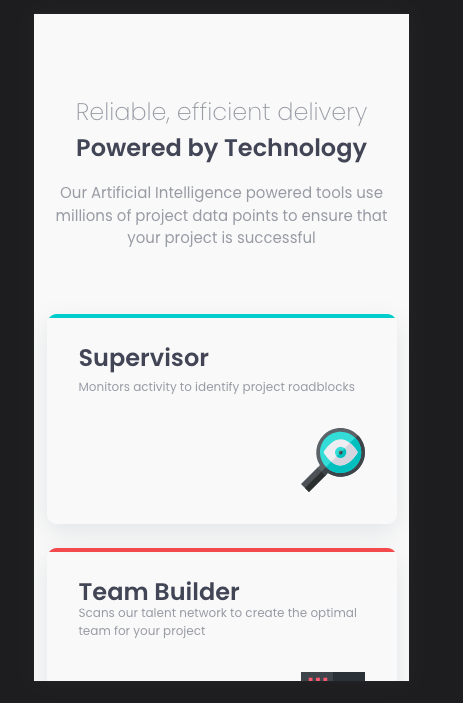 Reliable, efficient delivery
Powered by Technology
Our Artificial Intelligence powered tools use
millions of project data points to ensure that
your project is successful
Supervisor
Monitors activity to identify project roadblocks
Team Builder
Scans our talent network to create the optimal
team for your project